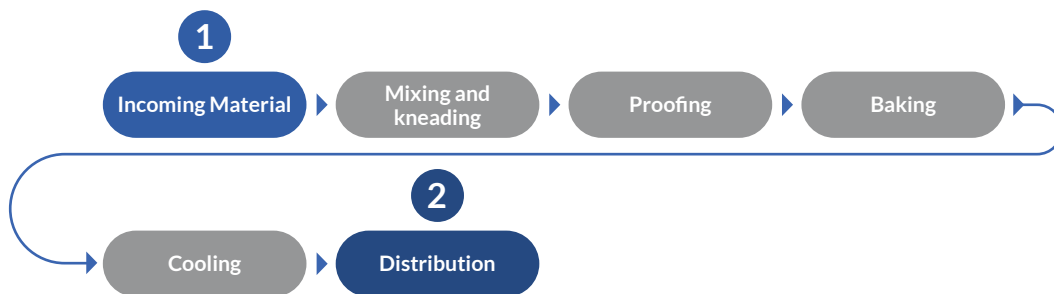 1
Incoming Material
Mixing and
kneading
Proofing
Baking
2
Cooling
Distribution